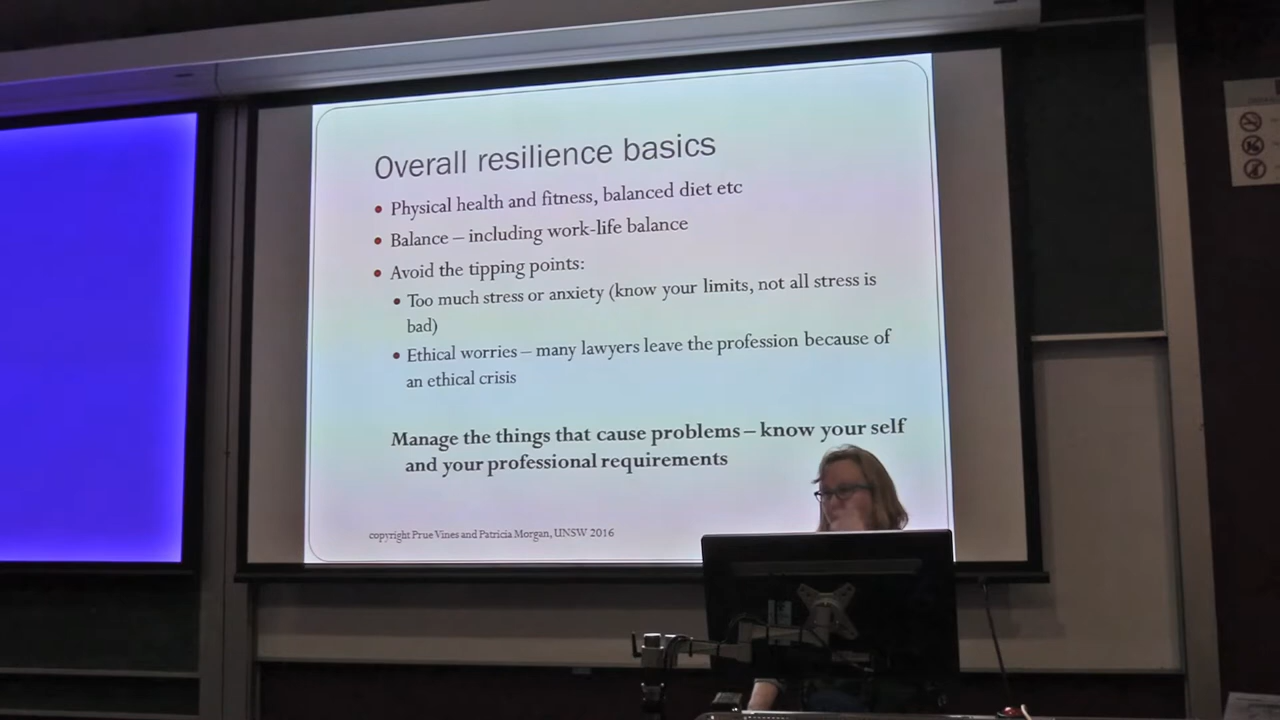 Overall resilience basics
• Physical health and fitness, balanced diet etc
• Balance – including work-life balance
• Avoid the tipping points:
• Too much stress or anxiety (know your limits, not all stress is
bad)
• Ethical worries – many lawyers leave the profession because of
an ethical crisis
Manage the things that cause problems – know your self
and your professional requirements
copyright Prue Vines and Patricia Morgan, UNSW 2016